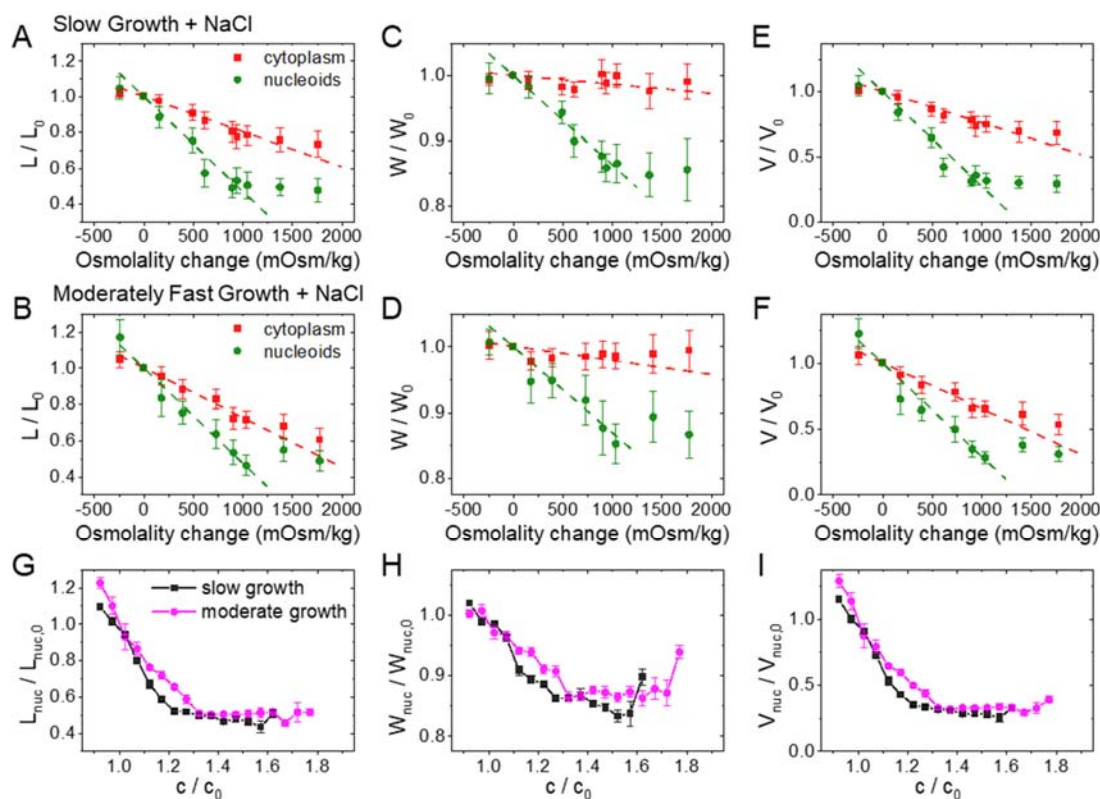 Slow Growth + NaCl
A
L / L0
1.2
1.0
0.8
0.6
0.4
cytoplasm
nucleoids
-500 0 500 1000 1500 2000
Osmolality change (mOsm/kg)
C
W / W0
1.0
0.9
0.8
-500 0 500 1000 1500 2000
Osmolality change (mOsm/kg)
E
V / V0
1.5
1.0
0.5
0.0
-500 0 500 1000 1500 2000
Osmolality change (mOsm/kg)
Moderately Fast Growth + NaCl
B
L / L0
1.2
1.0
0.8
0.6
0.4
cytoplasm
nucleoids
-500 0 500 1000 1500 2000
Osmolality change (mOsm/kg)
D
W / W0
1.0
0.9
0.8
-500 0 500 1000 1500 2000
Osmolality change (mOsm/kg)
F
V / V0
1.5
1.0
0.5
0.0
-500 0 500 1000 1500 2000
Osmolality change (mOsm/kg)
G
Lnuc / Lnuc,0
1.2
1.0
0.8
0.6
0.4
slow growth
moderate growth
1.0 1.2 1.4 1.6 1.8
c / c0
H
Wnuc / Wnuc,0
1.0
0.9
0.8
1.0 1.2 1.4 1.6 1.8
c / c0
I
Vnuc / Vnuc,0
1.5
1.0
0.5
0.0
1.0 1.2 1.4 1.6 1.8
c / c0